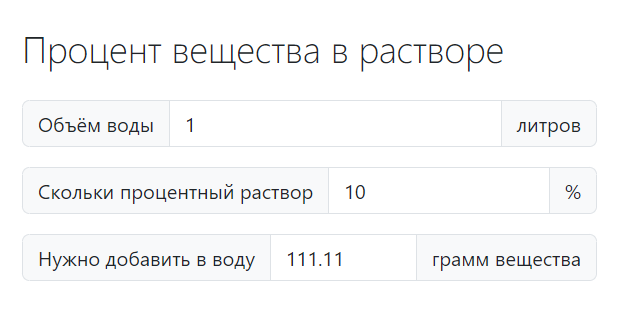 Процент вещества в растворе
Объём воды 1 литров
Скольки процентный раствор 10 %
Нужно добавить в воду 111.11 грамм вещества